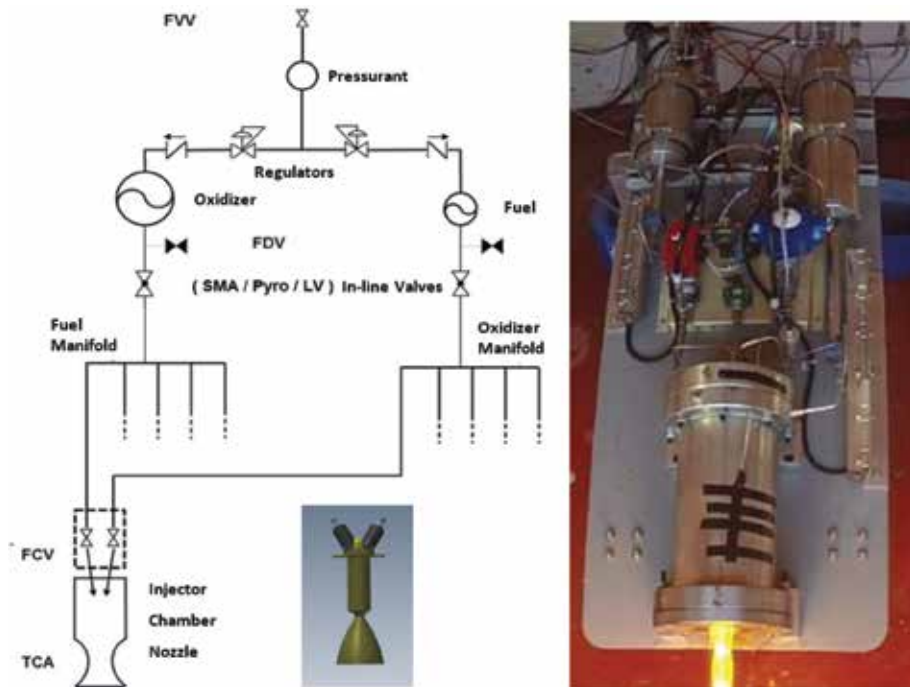 FVV
Pressurant
Regulators
Oxidizer
Fuel
FDV
( SMA / Pyro / LV ) In-line Valves
Fuel
Manifold
Oxidizer
Manifold
FCV
Injector
Chamber
TCA
Nozzle